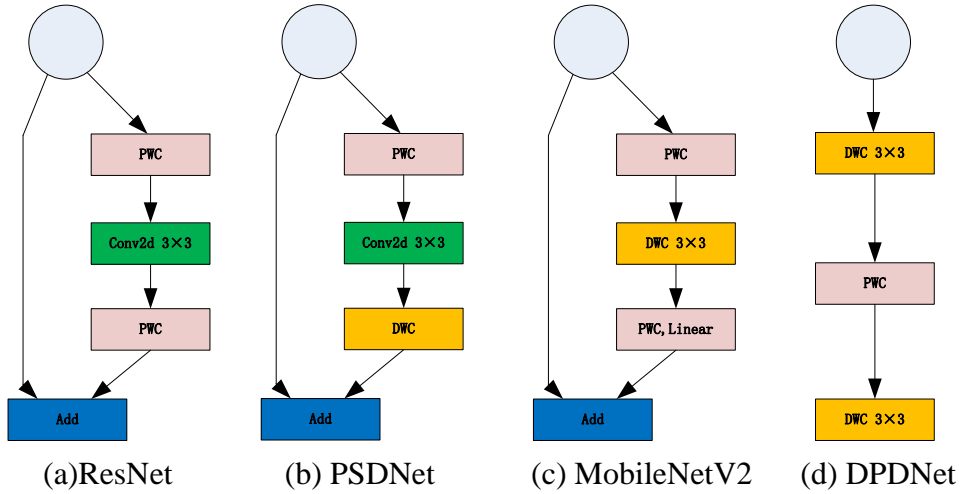 PWC
Conv2d 3×3
PWC
Add
(a)ResNet
PWC
Conv2d 3×3
DWC
Add
(b) PSDNet
PWC
DWC 3×3
PWC,Linear
Add
(c) MobileNetV2
DWC 3×3
PWC
DWC 3×3
(d) DPDNet